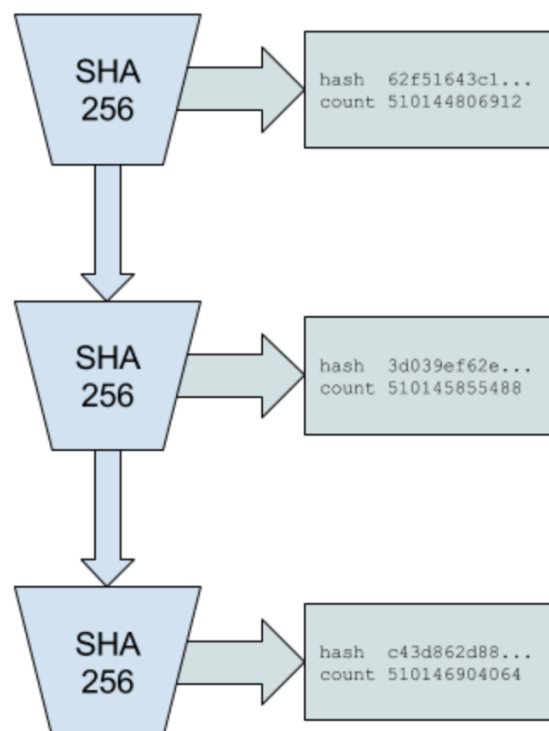 SHA
256
hash 62f51643c1...
count 510144806912
SHA
256
hash 3d039ef62e...
count 510145855488
SHA
256
hash c43d862d88...
count 510146904064